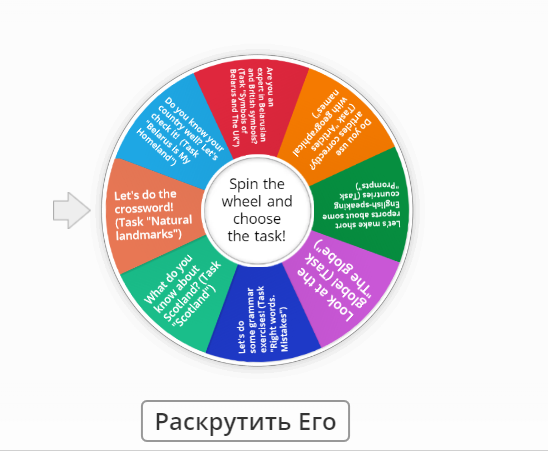 Are you an
expert in Belarusian
and British symbols?
(Task"Symbols of
Belarus and The UK")
Do you use
articles correctly?
(Task "Articles
with geographical
names")
Let's make short
reports about some
English-speaking
countries (Task
"Prompts")
Look at the
globe! (Task
"The globe")
Let's do
some grammar
exercises! (Task
"Right words.
Mistakes")
What do you
know about
Scotland? (Task
"Scotland")
Let's do the
crossword!
(Task "Natural
landmarks")
Do you know your
country well? Let's
check it! (Task
"Belarus is My
Homeland")
Spin the
wheel and
choose
the task!
Раскрутить Его